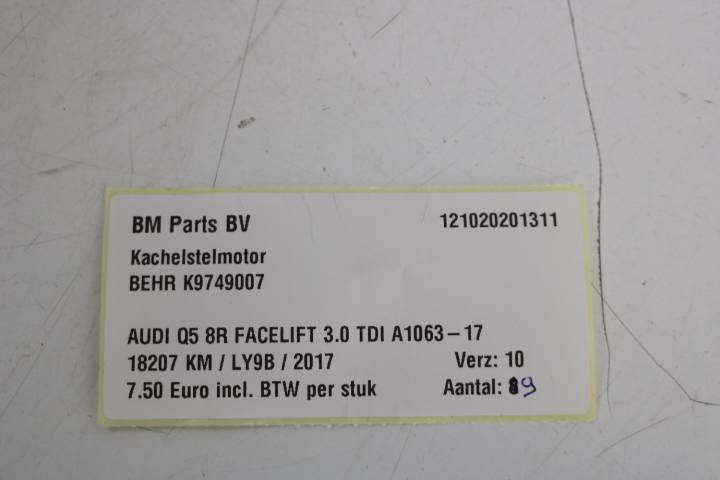 BM Parts BV 121020201311
Kachelstelmotor
BEHR K9749007
AUDI Q5 8R FACELIFT 3.0 TDI A1063-17
18207 KM / LY9B / 2017 Verz: 10
7.50 Euro incl. BTW per stuk Aantal: 9